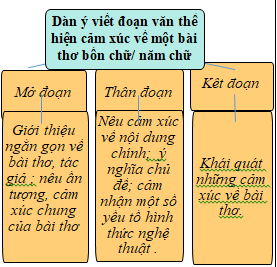 Dàn ý viết đoạn văn thể
hiện cảm xúc về một bài
thơ bốn chữ/ năm chữ
Mở đoạn
Thân đoạn
Kết đoạn
Giới thiệu
ngắn gọn về
bài thơ, tác
giả ; nêu ấn
tượng, cảm
xúc chung
của bài thơ
Nêu cảm xúc
về nội dung
chính; ý
nghĩa chủ
đề; cảm
nhận một số
yếu tố hình
thức nghệ
thuật .
Khái quát
những cảm
xúc về bài
thơ.